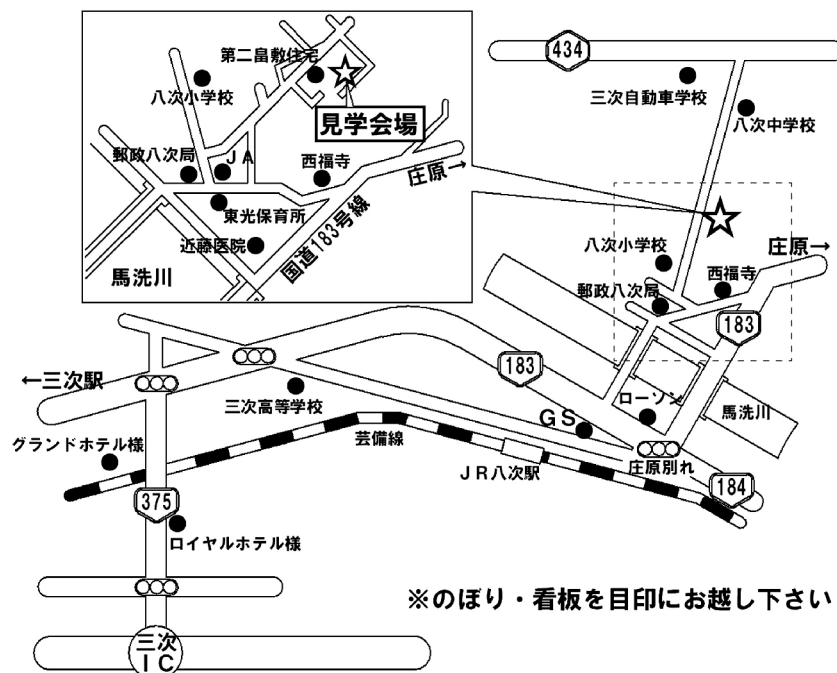 第二畠敷住宅
八次小学校
見学会場
郵政八次局
JA
西福寺
庄原→
東光保育所
国道183号線
近藤医院
馬洗川
434
三次自動車学校
八次中学校
八次小学校
庄原→
西福寺
郵政八次局
183
183
←三次駅
三次高等学校
ローソン
馬洗川
GS
グランドホテル様
芸備線
JR八次駅
庄原別れ
184
375
ロイヤルホテル様
※のぼり・看板を目印にお越し下さい
三次
IC